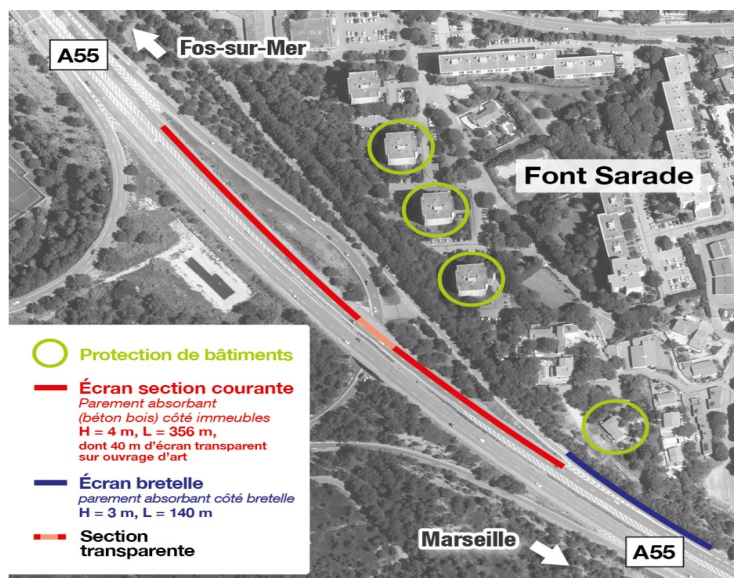 A55
Fos-sur-Mer
Font Sarade
Protection de bâtiments
Écran section courante
Parement absorbant
(béton bois) côté immeubles
H = 4 m, L = 356 m,
dont 40 m d'écran transparent
sur ouvrage d'art
Écran bretelle
parement absorbant côté bretelle
H = 3 m, L = 140 m
Section
transparente
Marseille
A55